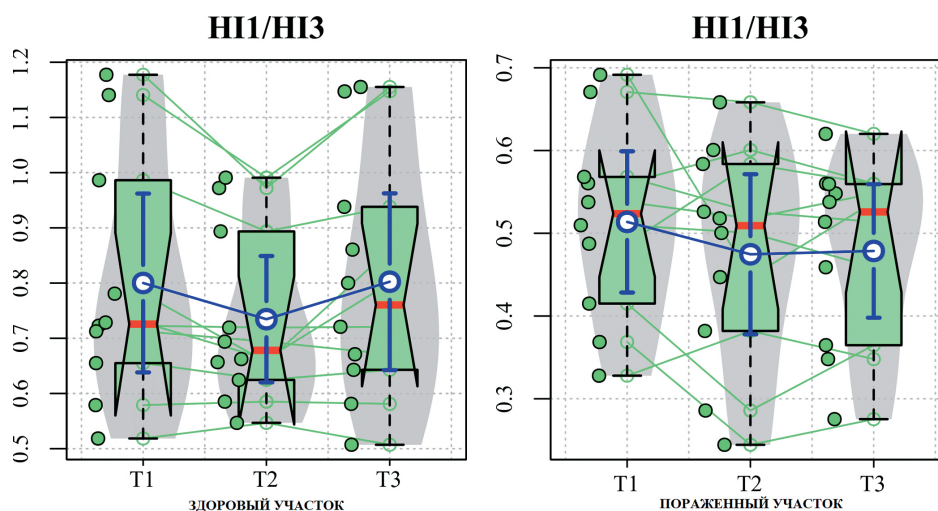 HI1/HI3
1.2
1.1
1.0
0.9
0.8
0.7
0.6
0.5
T1 T2 T3
ЗДОРОВЫЙ УЧАСТОК
HI1/HI3
0.7
0.6
0.5
0.4
0.3
T1 T2 T3
ПОРАЖЕННЫЙ УЧАСТОК